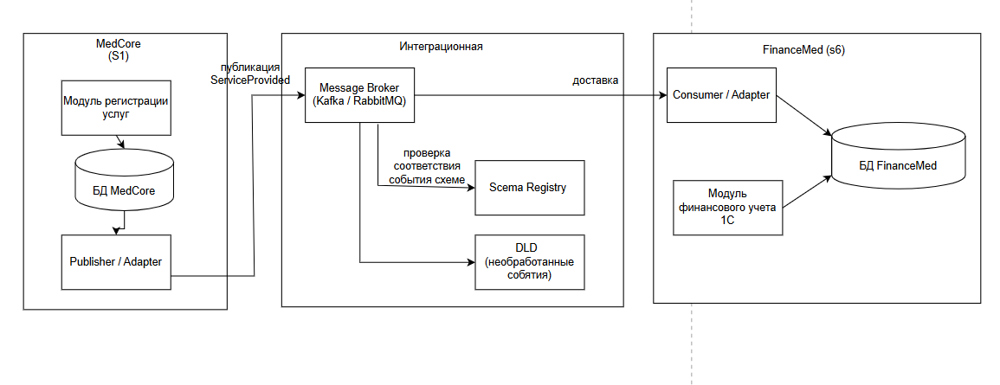 MedCore
(S1)
Модуль регистрации
услуг
БД MedCore
Publisher / Adapter
публикация
ServiceProvided
Интеграционная
Message Broker
(Kafka / RabbitMQ)
проверка
соответствия
события схеме
Scema Registry
DLD
(необработанные
собятия)
доставка
FinanceMed (s6)
Consumer / Adapter
БД FinanceMed
Модуль
финансового учета
1С